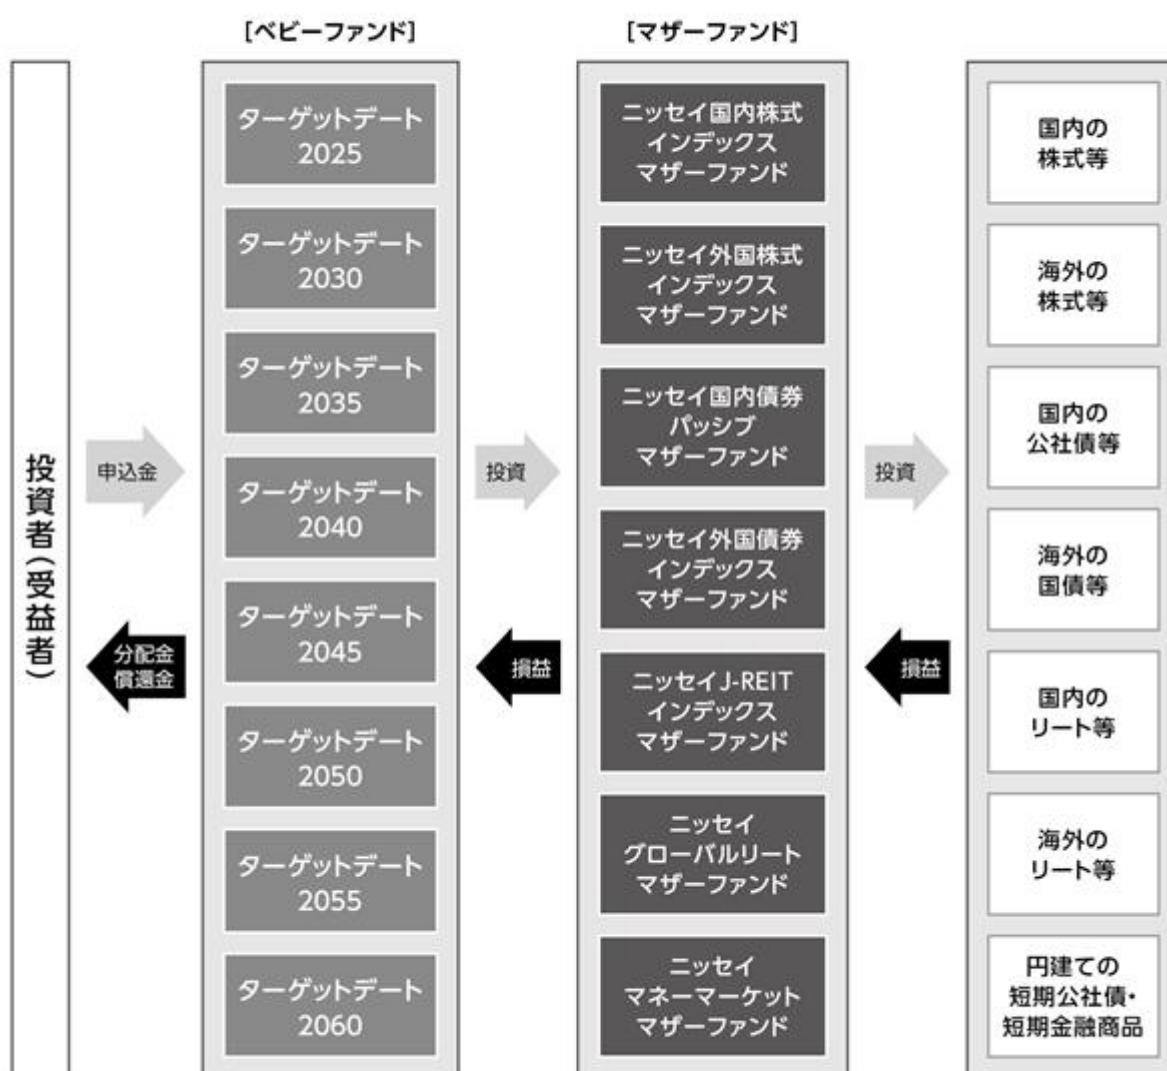 [ベビーファンド]
[マザーファンド]
投資者(受益者)
申込金
分配金
償還金
ターゲットデート
2025
ターゲットデート
2030
ターゲットデート
2035
ターゲットデート
2040
ターゲットデート
2045
ターゲットデート
2050
ターゲットデート
2055
ターゲットデート
2060
投資
損益
ニッセイ国内株式
インデックス
マザーファンド
ニッセイ外国株式
インデックス
マザーファンド
ニッセイ国内債券
パッシブ
マザーファンド
ニッセイ外国債券
インデックス
マザーファンド
ニッセイJ-REIT
インデックス
マザーファンド
ニッセイ
グローバルリート
マザーファンド
ニッセイ
マネーマーケット
マザーファンド
投資
損益
国内の
株式等
海外の
株式等
国内の
公社債等
海外の
国債等
国内の
リート等
海外の
リート等
円建ての
短期公社債・
短期金融商品